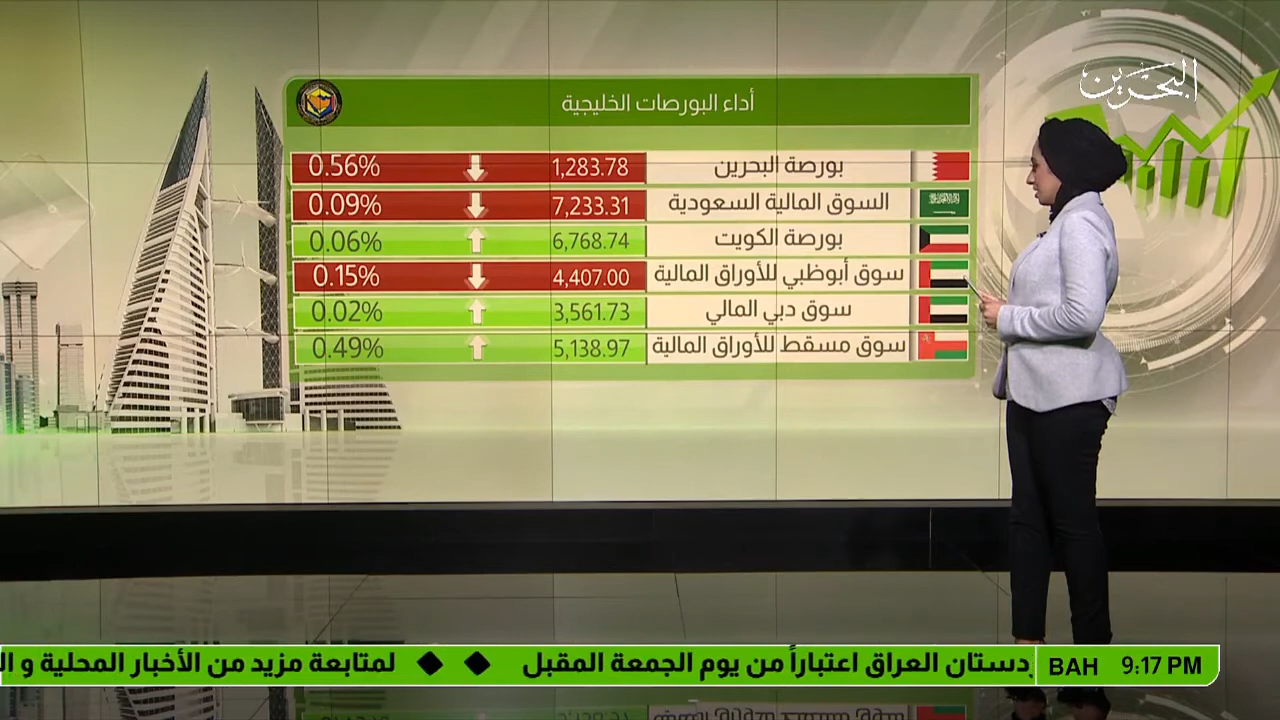 البحرين
أداء البورصات الخليجية
بورصة البحرين 1,283.78 0.56%
السوق المالية السعودية 7,233.31 0.09%
بورصة الكويت 6,768.74 0.06%
سوق أبوظبي للأوراق المالية 4,407.00 0.15%
سوق دبي المالي 3,561.73 0.02%
سوق مسقط للأوراق المالية 5,138.97 0.49%
BAH 9:17 PM
دستان العراق اعتباراً من يوم الجمعة المقبل ◆ ◆ لمتابعة مزيد من الأخبار المحلية و ال